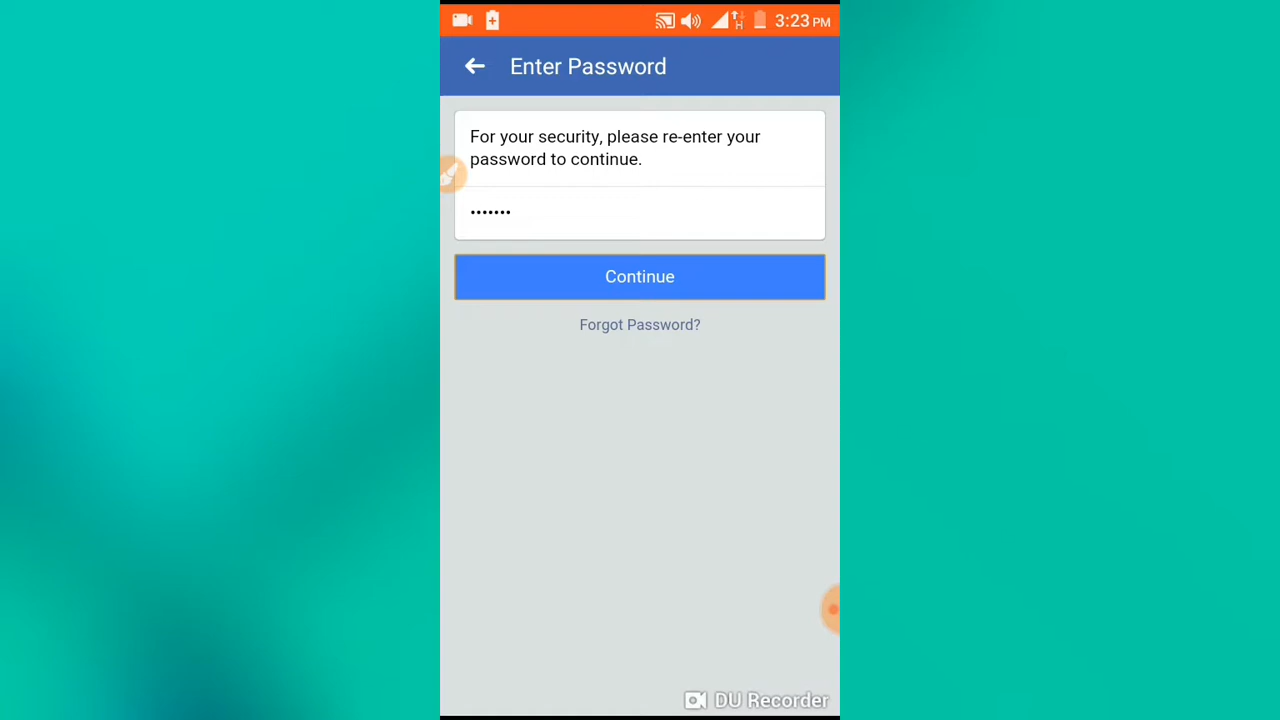 3:23 PM
Enter Password
For your security, please re-enter your
password to continue.
•••••••
Continue
Forgot Password?
DU Recorder